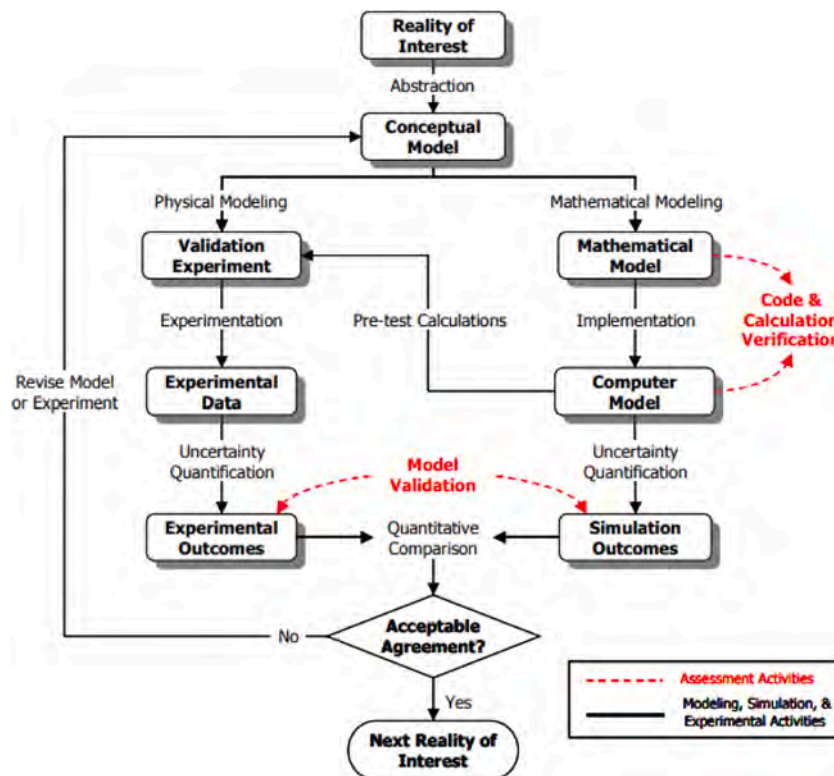 Reality of
Interest
Abstraction
Conceptual
Model
Physical Modeling
Mathematical Modeling
Validation
Experiment
Mathematical
Model
Code &
Calculation
Verification
Experimentation
Pre-test Calculations
Implementation
Revise Model
or Experiment
Experimental
Data
Computer
Model
Uncertainty
Quantification
Model
Validation
Uncertainty
Quantification
Experimental
Outcomes
Quantitative
Comparison
Simulation
Outcomes
No
Acceptable
Agreement?
Yes
Next Reality of
Interest
Assessment Activities
Modeling, Simulation, &
Experimental Activities